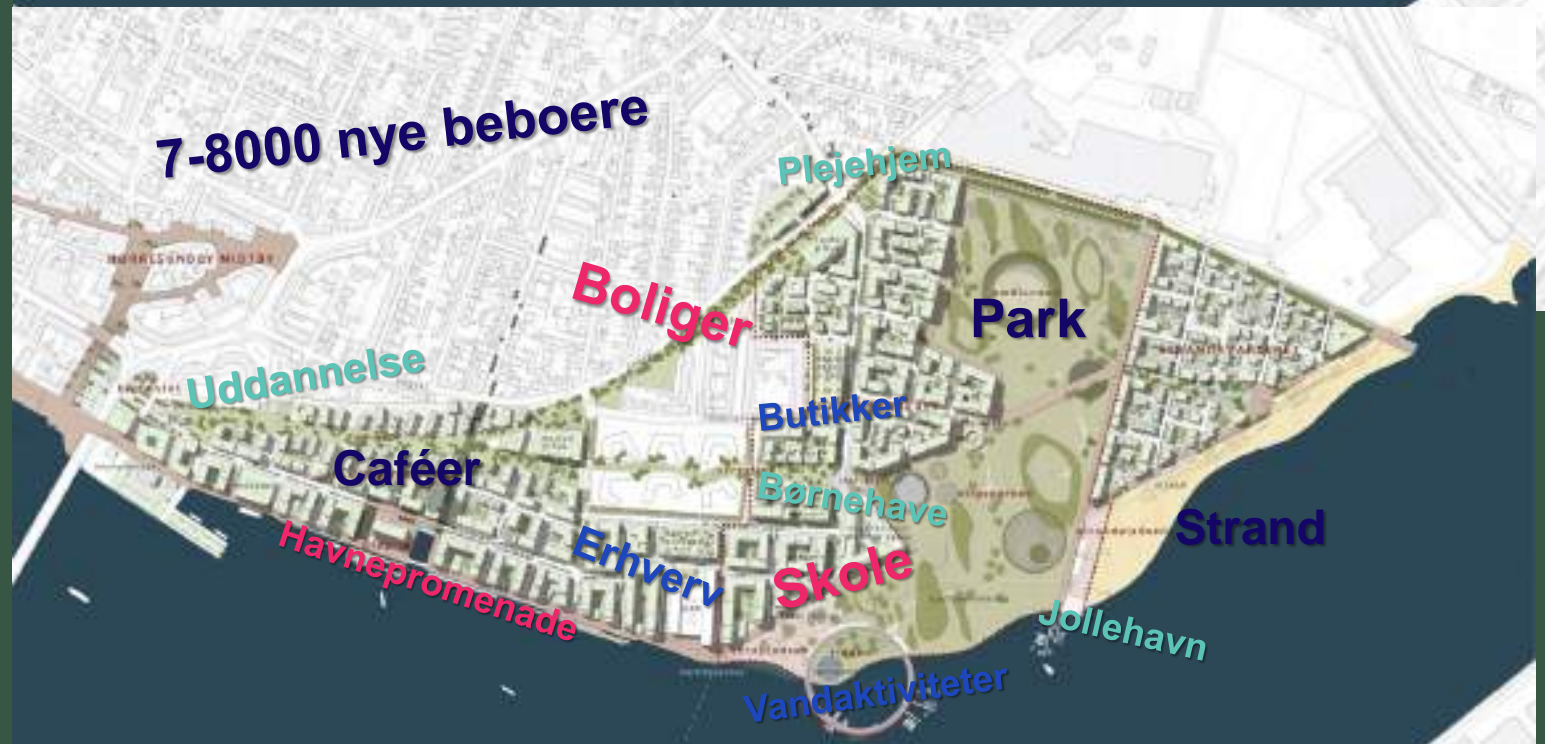 7-8000 nye beboere
Plejehjem
Boliger
Park
Uddannelse
Butikker
Caféer
Børnehave
Strand
Havnepromenade
Erhverv
Skole
Jollehavn
Vandaktiviteter